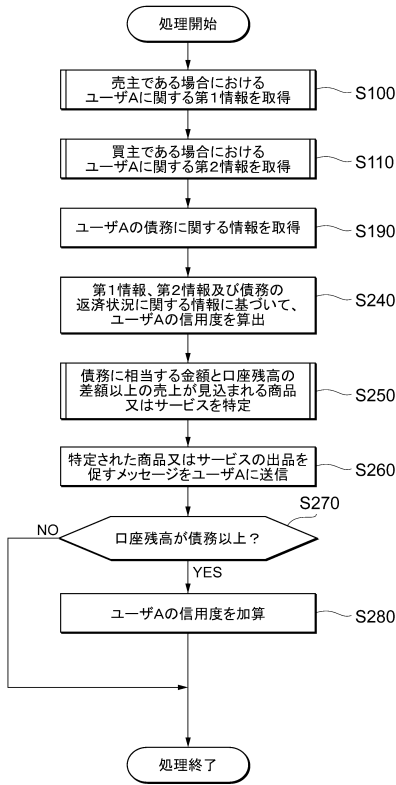 処理開始
売主である場合における
ユーザAに関する第1情報を取得
S100
買主である場合における
ユーザAに関する第2情報を取得
S110
ユーザAの債務に関する情報を取得
S190
第1情報、第2情報及び債務の
返済状況に関する情報に基づいて、
ユーザAの信用度を算出
S240
債務に相当する金額と口座残高の
差額以上の売上が見込まれる商品
又はサービスを特定
S250
特定された商品又はサービスの出品を
促すメッセージをユーザAに送信
S260
S270
口座残高が債務以上？
NO
YES
ユーザAの信用度を加算
S280
処理終了